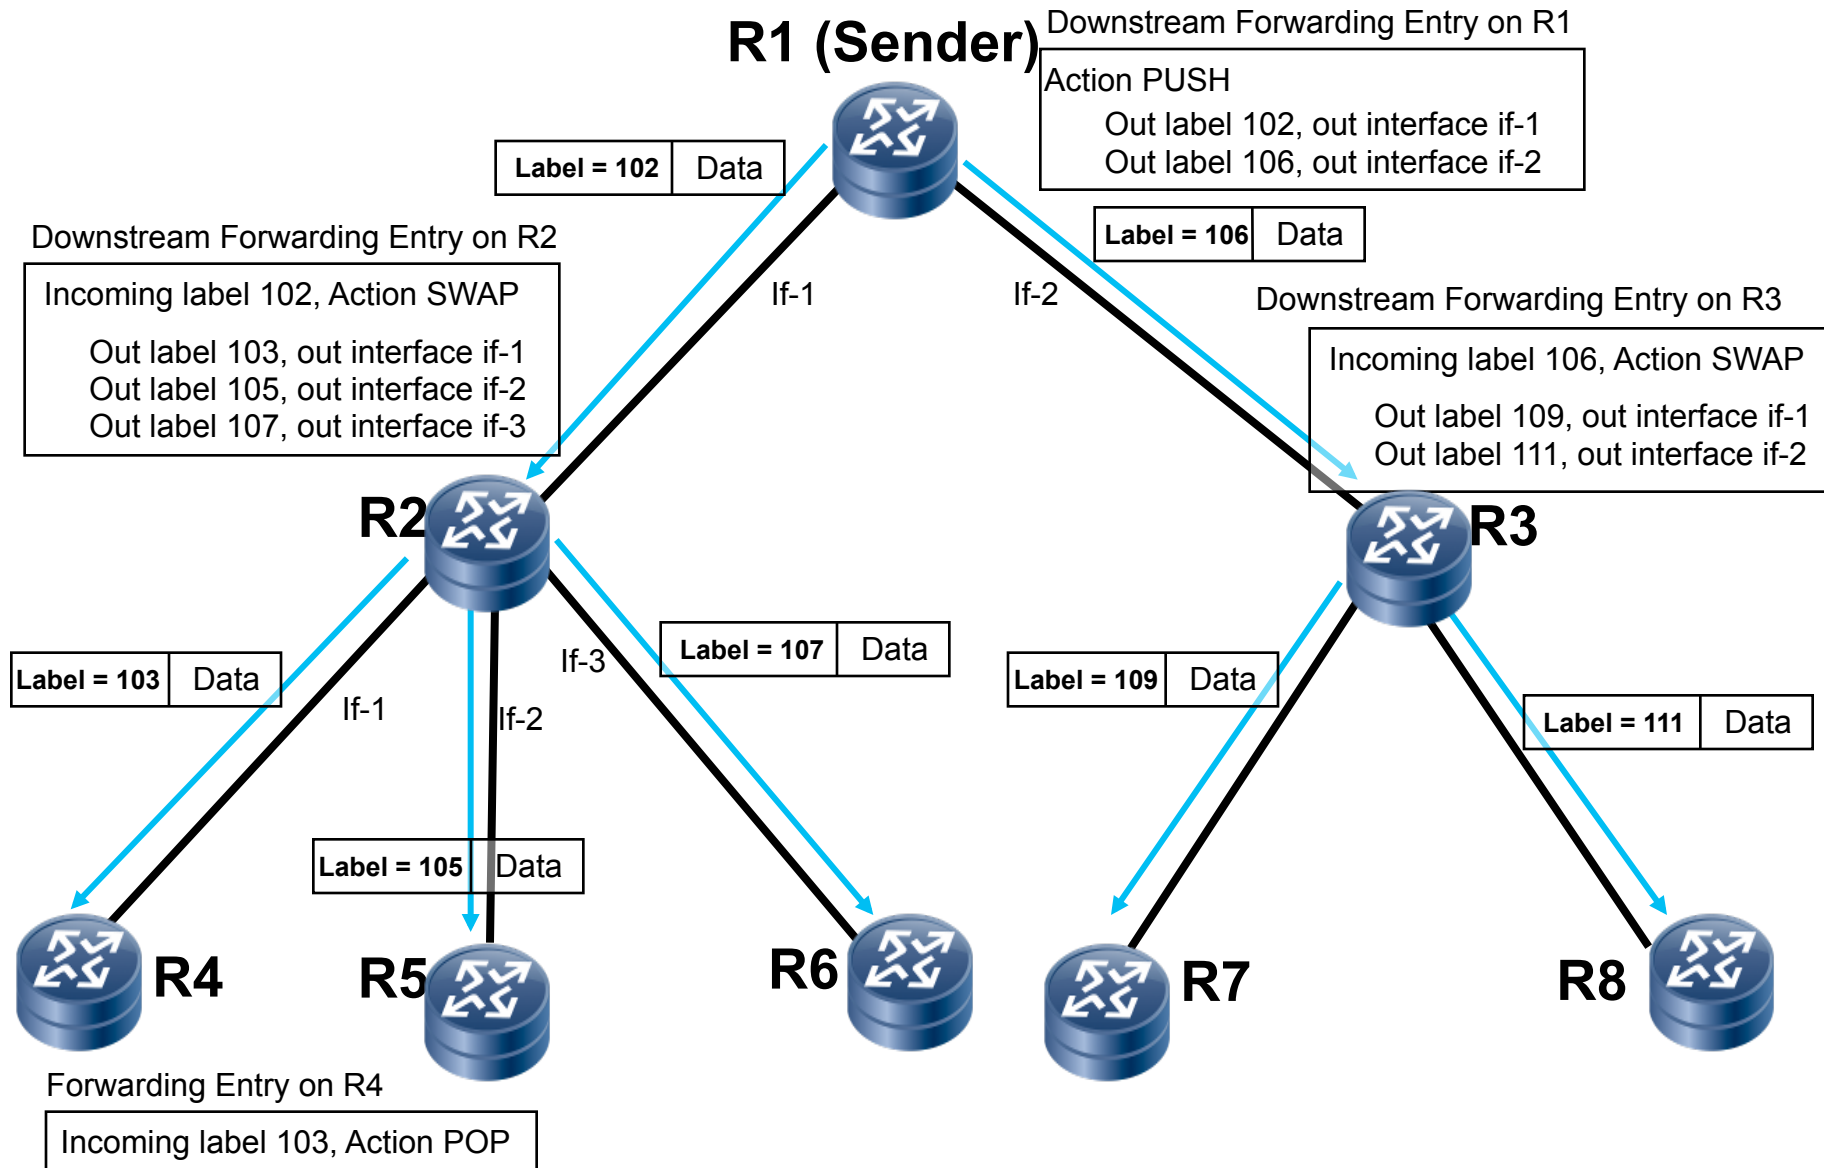 R1 (Sender)
Downstream Forwarding Entry on R1
Action PUSH
Out label 102, out interface if-1
Out label 106, out interface if-2
Label = 102 Data
Label = 106 Data
Downstream Forwarding Entry on R2
Incoming label 102, Action SWAP
Out label 103, out interface if-1
Out label 105, out interface if-2
Out label 107, out interface if-3
If-1
If-2
Downstream Forwarding Entry on R3
Incoming label 106, Action SWAP
Out label 109, out interface if-1
Out label 111, out interface if-2
R2
R3
Label = 103 Data
If-1
If-2
If-3
Label = 107 Data
Label = 109 Data
Label = 111 Data
Label = 105 Data
R4
R5
R6
R7
R8
Forwarding Entry on R4
Incoming label 103, Action POP